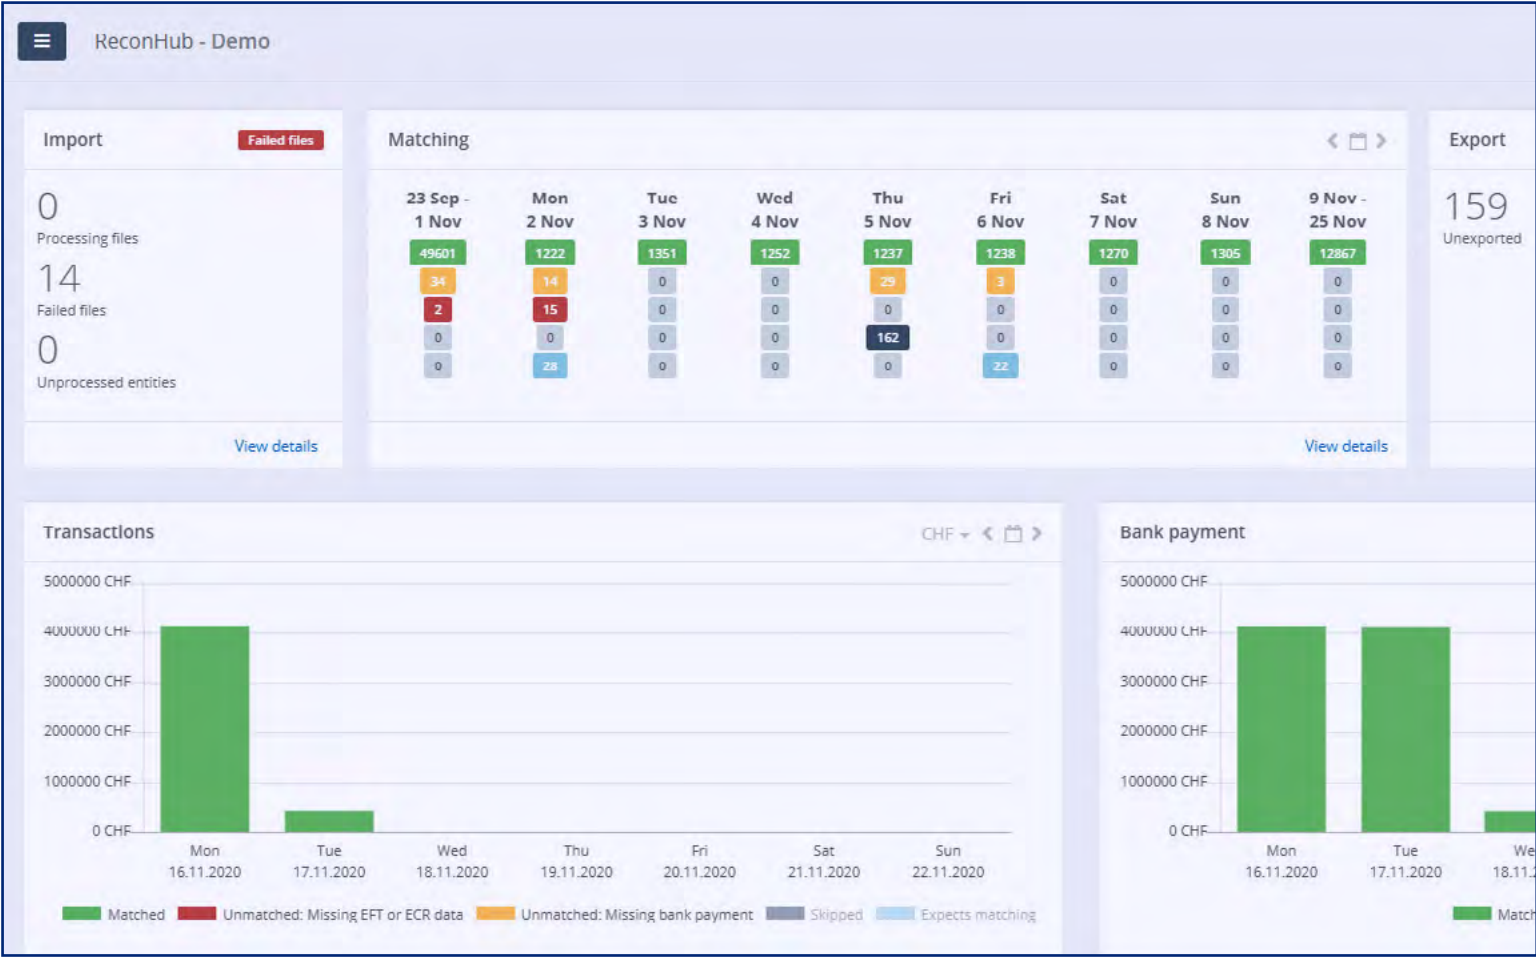 ReconHub - Demo
Import Failed files
0
Processing files
14
Failed files
0
Unprocessed entities
View details
Matching
23 Sep - Mon Tue Wed Thu Fri Sat Sun 9 Nov -
1 Nov 2 Nov 3 Nov 4 Nov 5 Nov 6 Nov 7 Nov 8 Nov 25 Nov
49601 1222 1351 1252 1237 1238 1270 1305 12867
34 14 0 0 29 3 0 0 0
2 15 0 0 0 0 0 0 0
0 0 0 0 162 0 0 0 0
0 28 0 0 0 22 0 0 0
View details
Export
159
Unexported
Transactions CHF
5000000 CHF
4000000 CHF
3000000 CHF
2000000 CHF
1000000 CHF
0 CHF
Mon Tue Wed Thu Fri Sat Sun
16.11.2020 17.11.2020 18.11.2020 19.11.2020 20.11.2020 21.11.2020 22.11.2020
Matched Unmatched: Missing EFT or ECR data Unmatched: Missing bank payment Skipped Expects matching
Bank payment
5000000 CHF
4000000 CHF
3000000 CHF
2000000 CHF
1000000 CHF
0 CHF
Mon Tue We
16.11.2020 17.11.2020 18.11.2
Match